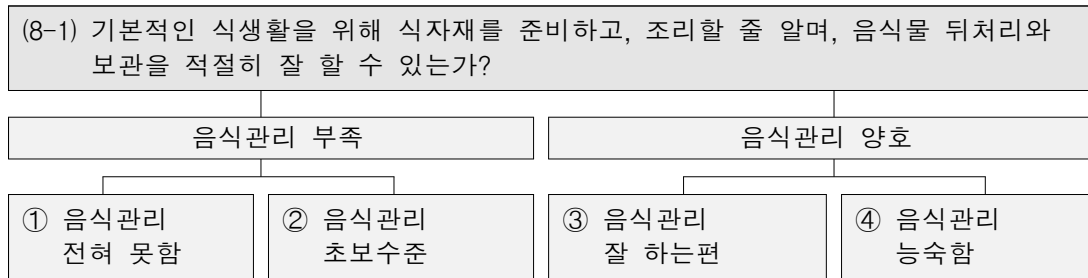 (8-1) 기본적인 식생활을 위해 식자재를 준비하고, 조리할 줄 알며, 음식물 뒤처리와
보관을 적절히 잘 할 수 있는가?
음식관리 부족
음식관리 양호
① 음식관리
전혀 못함
② 음식관리
초보수준
③ 음식관리
잘 하는편
④ 음식관리
능숙함